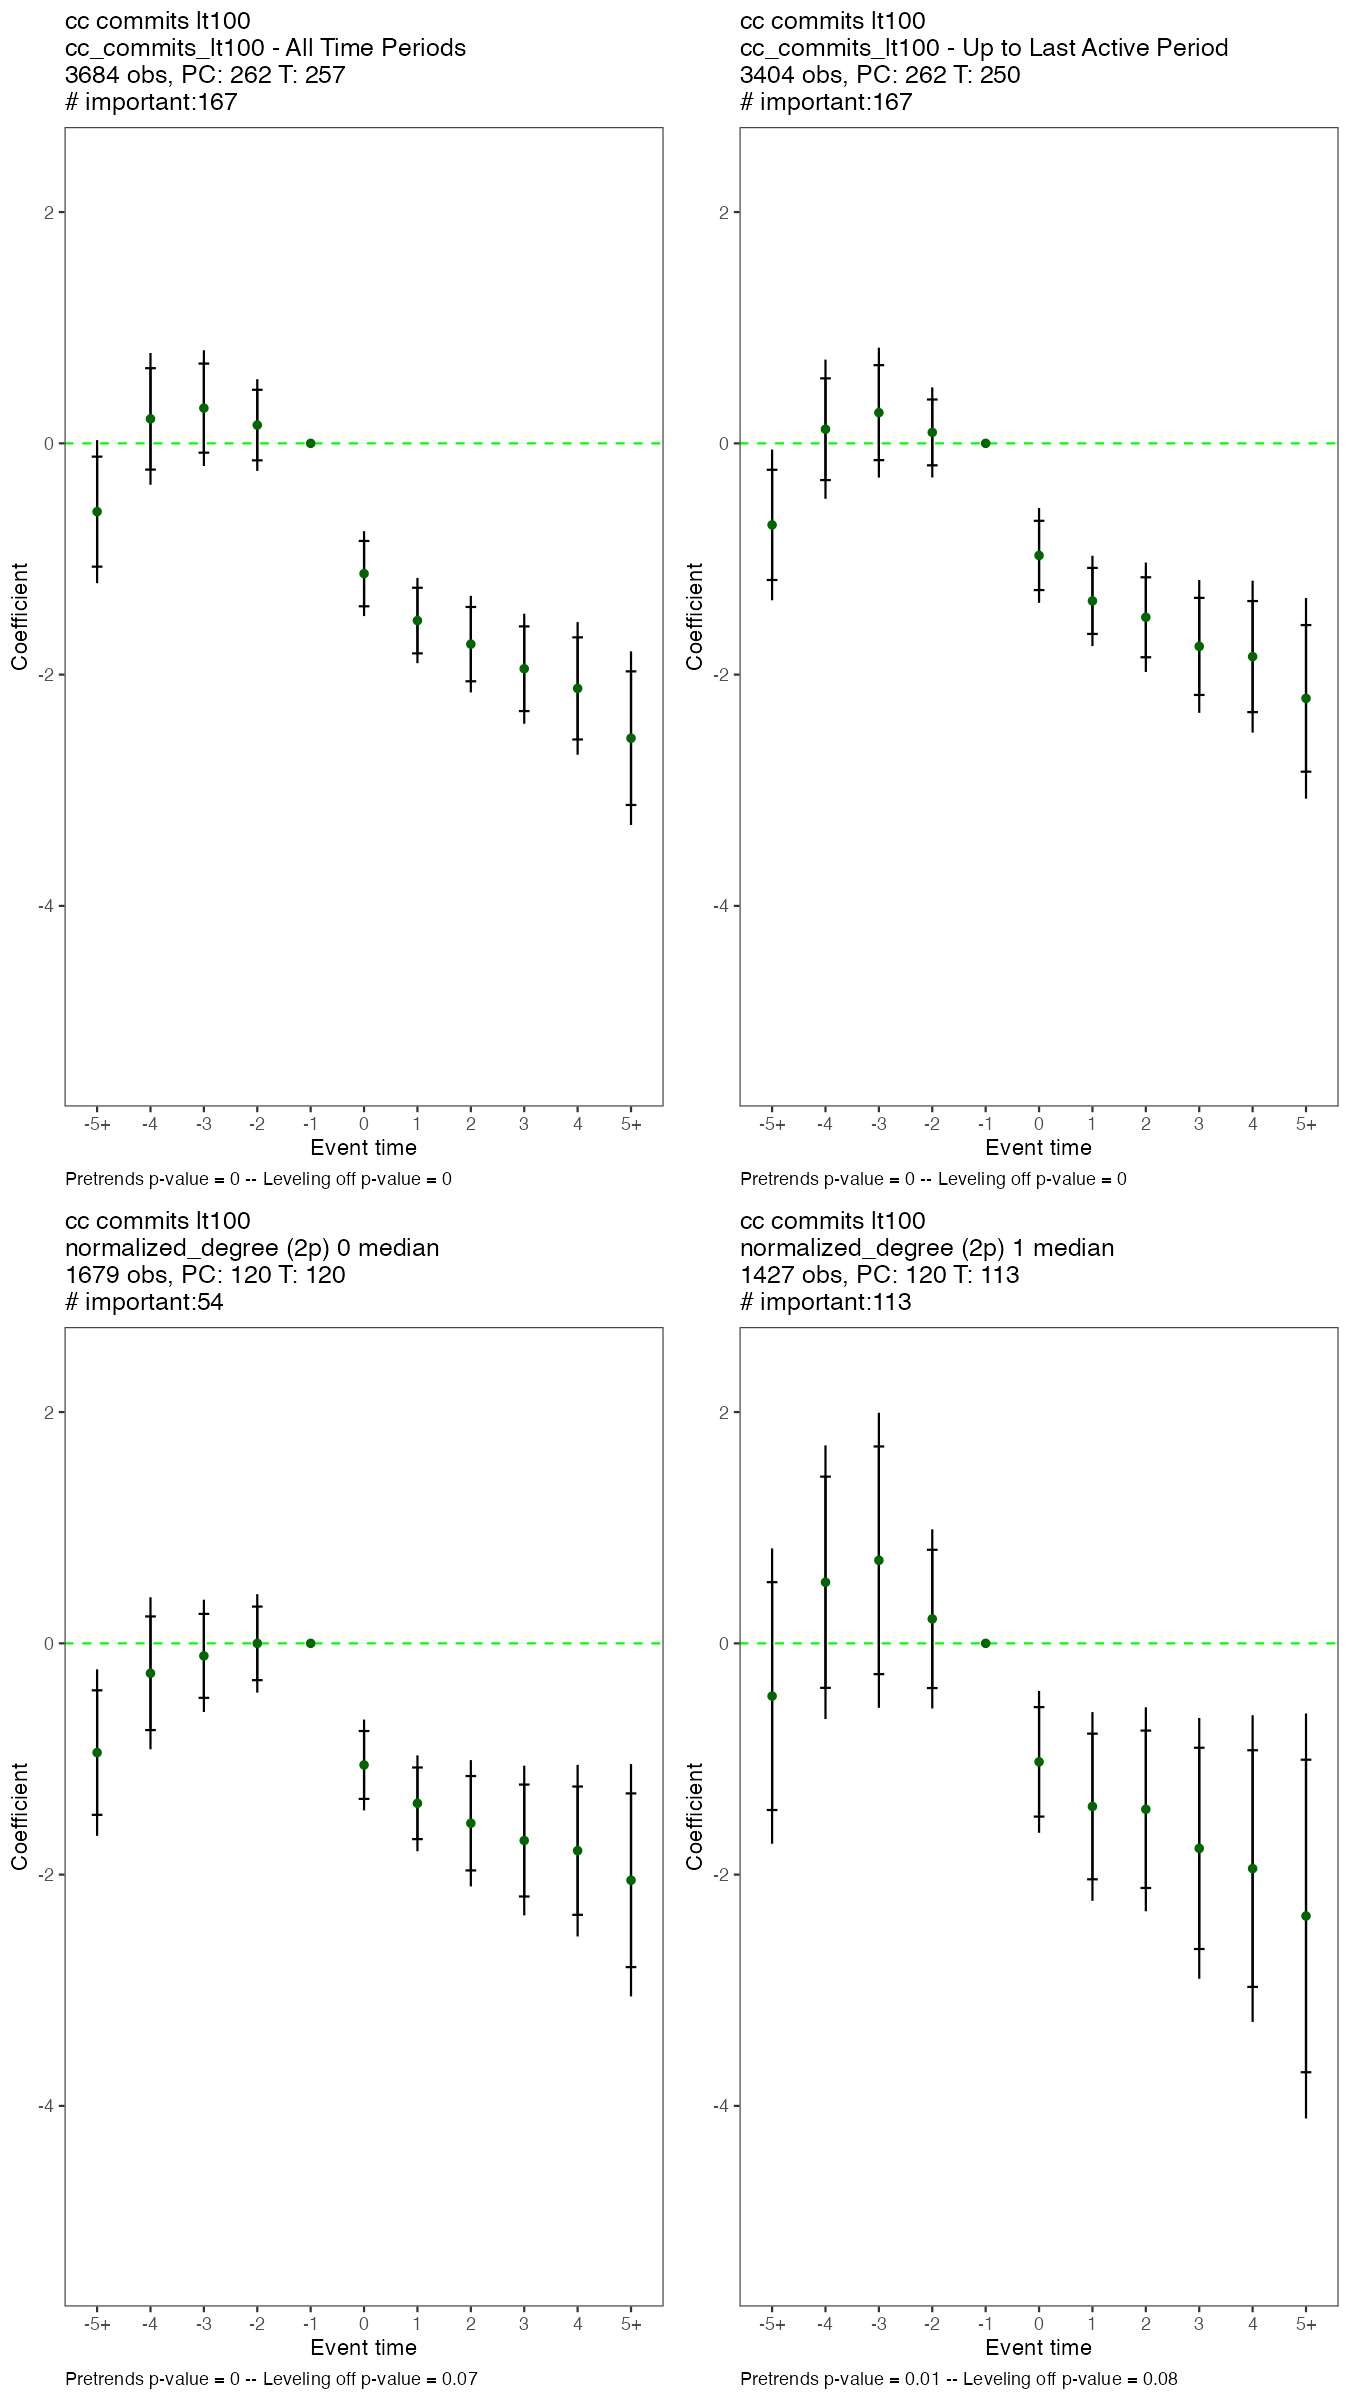 cc commits lt100
cc_commits_lt100 - All Time Periods
3684 obs, PC: 262 T: 257
# important:167
2
0
-2
-4
Coefficient
-5+ -4 -3 -2 -1 0 1 2 3 4 5+
Event time
Pretrends p-value = 0 -- Leveling off p-value = 0
cc commits lt100
cc_commits_lt100 - Up to Last Active Period
3404 obs, PC: 262 T: 250
# important:167
2
0
-2
-4
Coefficient
-5+ -4 -3 -2 -1 0 1 2 3 4 5+
Event time
Pretrends p-value = 0 -- Leveling off p-value = 0
cc commits lt100
normalized_degree (2p) 0 median
1679 obs, PC: 120 T: 120
# important:54
2
0
-2
-4
Coefficient
-5+ -4 -3 -2 -1 0 1 2 3 4 5+
Event time
Pretrends p-value = 0 -- Leveling off p-value = 0.07
cc commits lt100
normalized_degree (2p) 1 median
1427 obs, PC: 120 T: 113
# important:113
2
0
-2
-4
Coefficient
-5+ -4 -3 -2 -1 0 1 2 3 4 5+
Event time
Pretrends p-value = 0.01 -- Leveling off p-value = 0.08